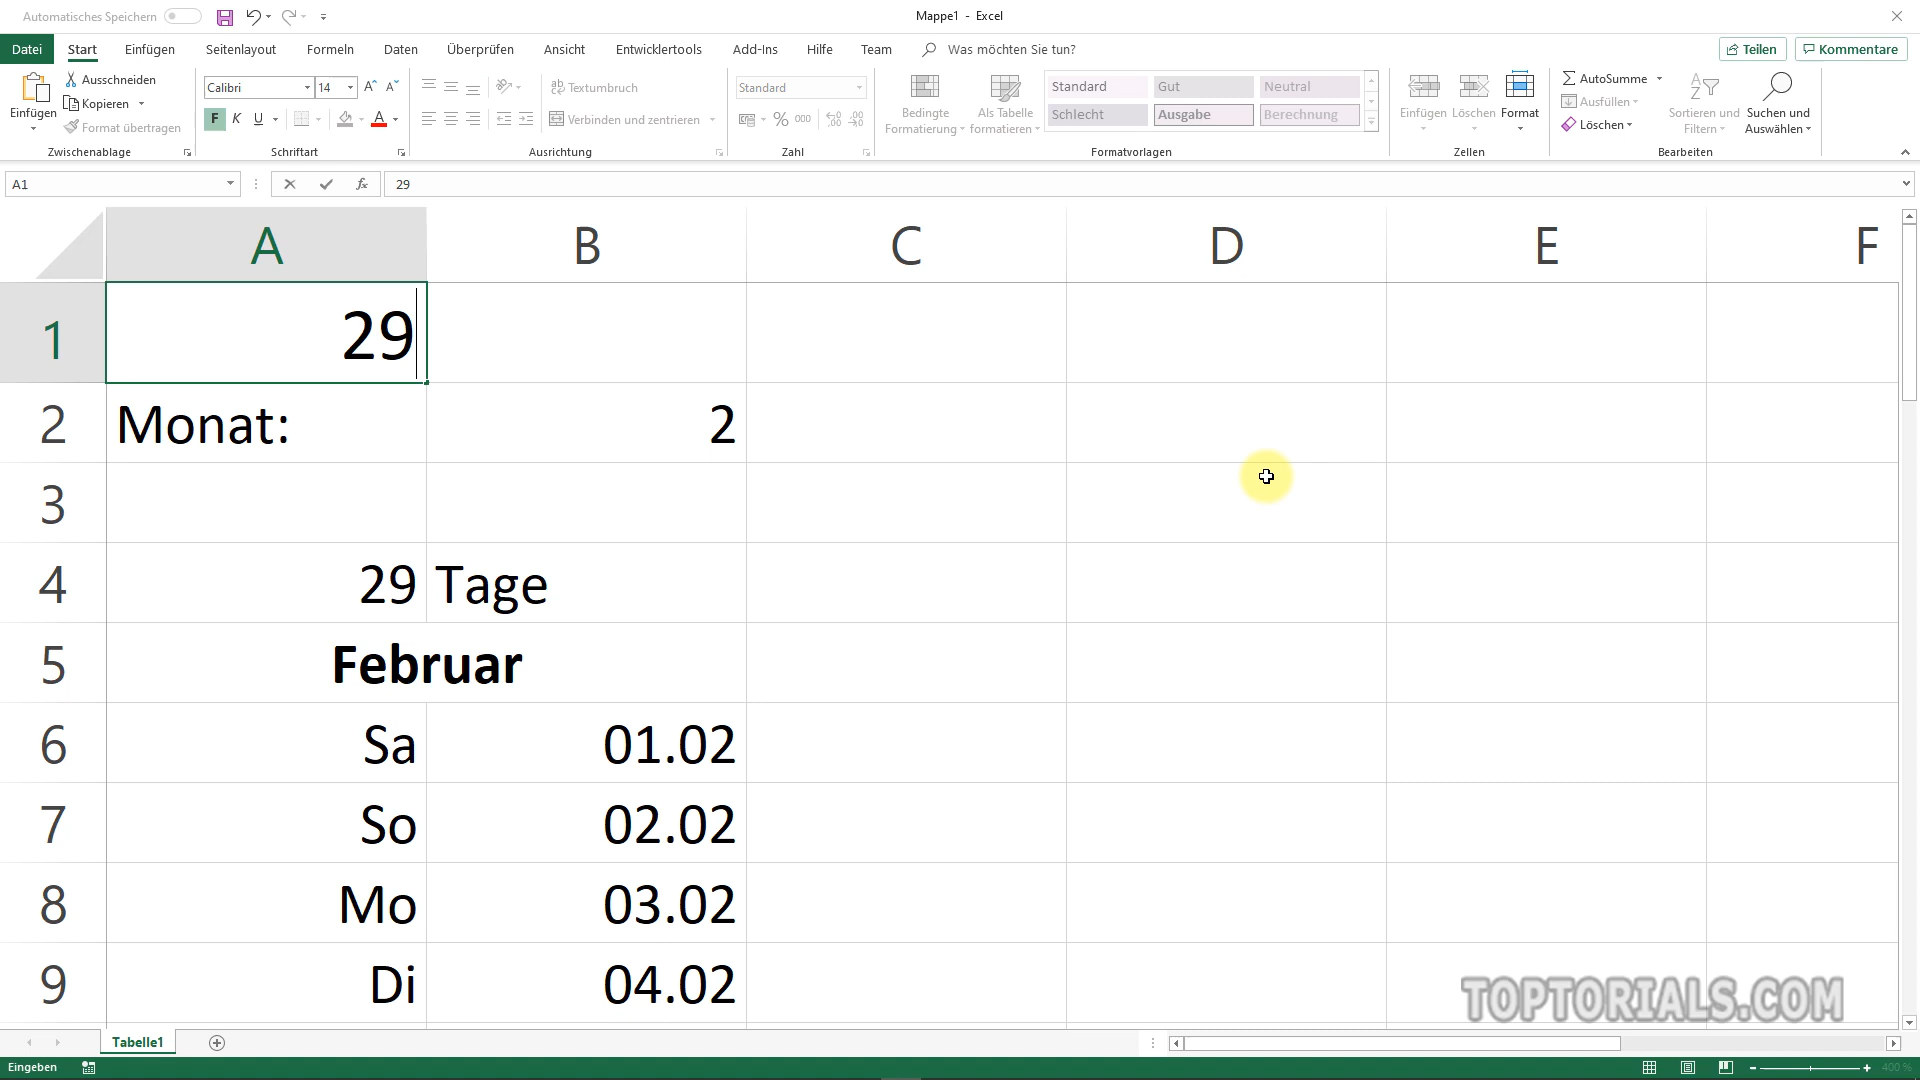 Automatisches Speichern
Mappe1 - Excel
Datei Start Einfügen Seitenlayout Formeln Daten Überprüfen Ansicht Entwicklertools Add-Ins Hilfe Team Was möchten Sie tun? Teilen Kommentare
Einfügen
Ausschneiden
Kopieren
Format übertragen
Zwischenablage
Calibri 14
F K U A
Schriftart
Textumbruch
Verbinden und zentrieren
Ausrichtung
Standard
% 000
Zahl
Bedingte Formatierung
Als Tabelle formatieren
Standard Gut Neutral
Schlecht Ausgabe Berechnung
Formatvorlagen
Einfügen Löschen Format
Zellen
AutoSumme
Ausfüllen
Löschen
Sortieren und Filtern
Suchen und Auswählen
Bearbeiten
A1 fx 29
A B C D E F
1 29
2 Monat: 2
3
4 29 Tage
5 Februar
6 Sa 01.02
7 So 02.02
8 Mo 03.02
9 Di 04.02
TOPTORIALS.COM
Tabelle1
Eingeben 400 %